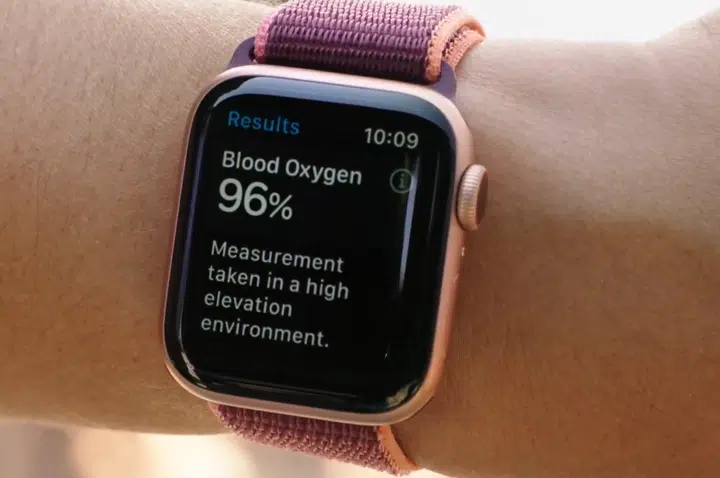 Results
10:09
Blood Oxygen
96%
Measurement
taken in a high
elevation
environment.